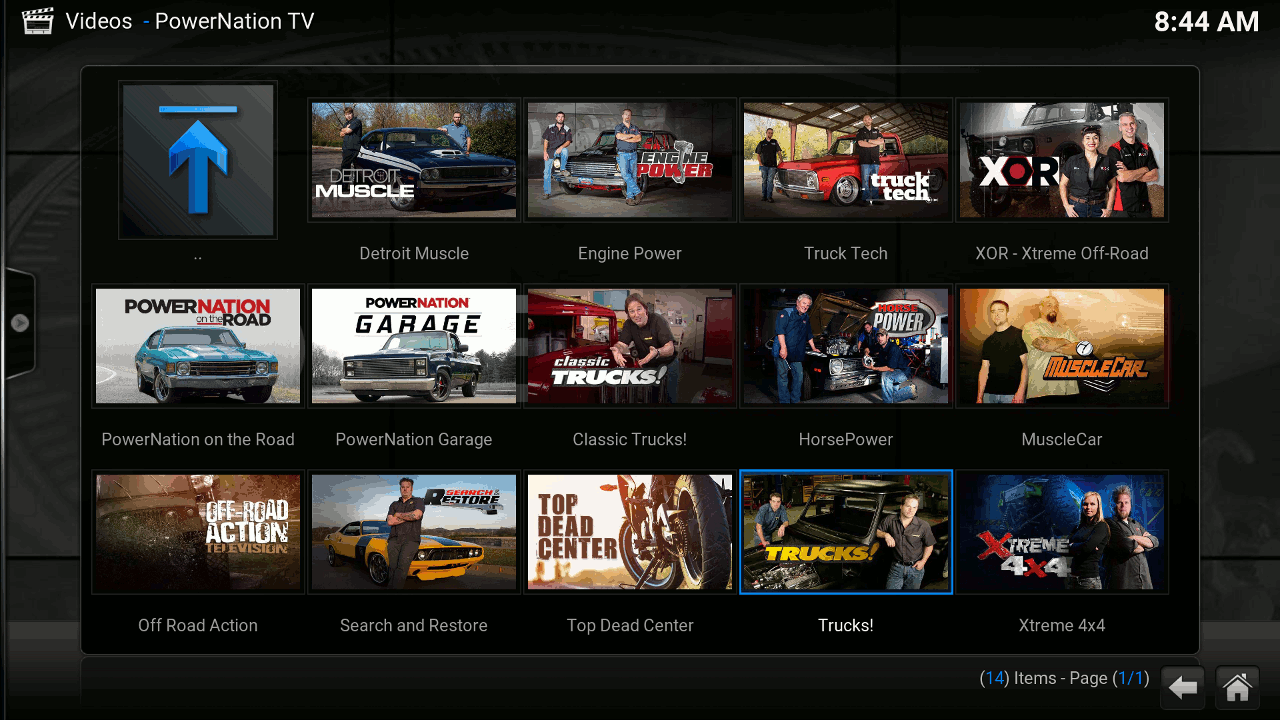 Videos - PowerNation TV
8:44 AM
DETROIT
MUSCLE
ENGINE
POWER
truck
tech
XOR
..
Detroit Muscle
Engine Power
Truck Tech
XOR - Xtreme Off-Road
POWERNATION
on the ROAD
POWERNATION
GARAGE
classic
TRUCKS!
HORSE
POWER
MUSCLECAR
PowerNation on the Road
PowerNation Garage
Classic Trucks!
HorsePower
MuscleCar
OFF-ROAD
ACTION
TELEVISION
SEARCH &
RESTORE
TOP
DEAD
CENTER
TRUCKS!
XTREME
4x4
Off Road Action
Search and Restore
Top Dead Center
Trucks!
Xtreme 4x4
(14) Items - Page (1/1)